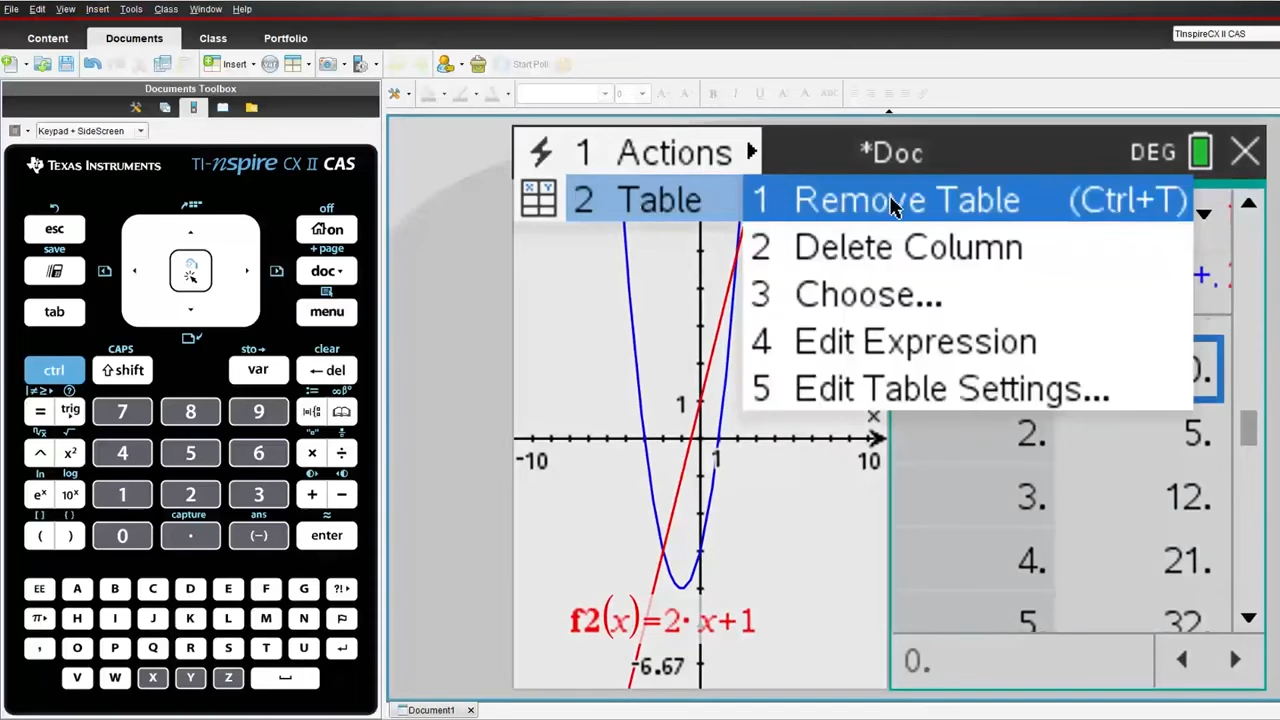 File Edit View Insert Tools Class Window Help
Content Documents Class Portfolio
TInspireCX II CAS
Insert
Start Poll
Documents Toolbox
Keypad + SideScreen
TEXAS INSTRUMENTS TI-nspire CX II CAS
esc
save
tab
off
on
+ page
doc
menu
CAPS sto→ clear
ctrl shift var ← del
= trig 7 8 9
^ x² 4 5 6 × ÷
ln log
eˣ 10ˣ 1 2 3 + −
[] {} capture ans ≈
( ) 0 . (−) enter
EE A B C D E F G ?!
π H I J K L M N
, O P Q R S T U
V W X Y Z
1 Actions
*Doc
DEG
2 Table
1 Remove Table (Ctrl+T)
2 Delete Column
3 Choose...
4 Edit Expression
5 Edit Table Settings...
1
-10 1 10
x
f2(x)=2· x+1
-6.67
0.
2. 5.
3. 12.
4. 21.
5. 32.
0.
Document1